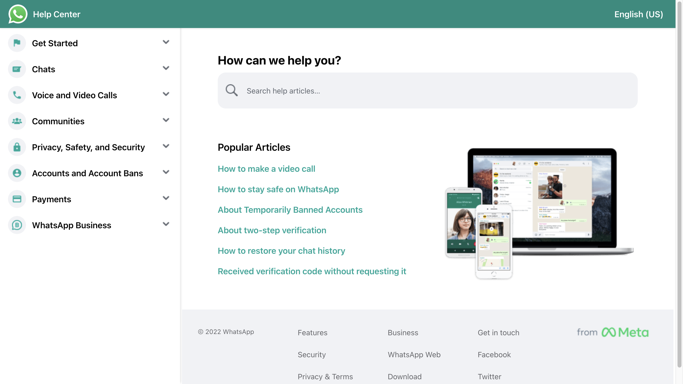 Help Center
English (US)
Get Started
Chats
Voice and Video Calls
Communities
Privacy, Safety, and Security
Accounts and Account Bans
Payments
WhatsApp Business
How can we help you?
Search help articles...
Popular Articles
How to make a video call
How to stay safe on WhatsApp
About Temporarily Banned Accounts
About two-step verification
How to restore your chat history
Received verification code without requesting it
© 2022 WhatsApp
Features
Business
Get in touch
from Meta
Security
WhatsApp Web
Facebook
Privacy & Terms
Download
Twitter